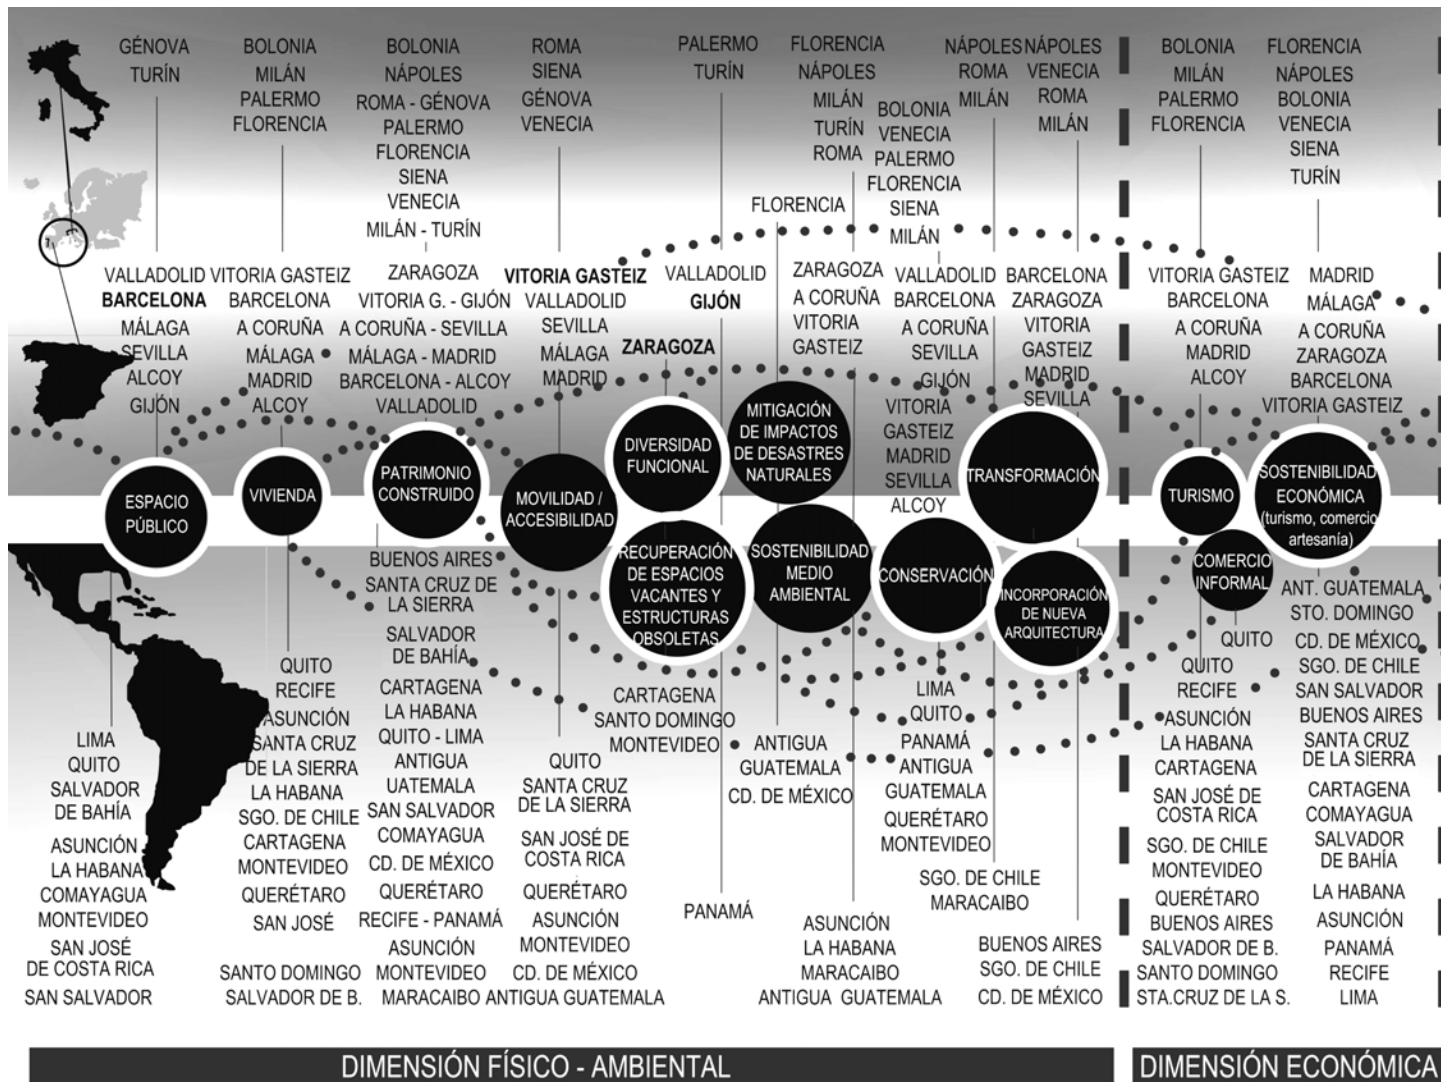 GÉNOVA
TURÍN
BOLONIA
MILÁN
PALERMO
FLORENCIA
BOLONIA
NÁPOLES
ROMA - GÉNOVA
PALERMO
FLORENCIA
SIENA
VENECIA
MILÁN - TURÍN
ROMA
SIENA
GÉNOVA
VENECIA
PALERMO
TURÍN
FLORENCIA
FLORENCIA
NÁPOLES
MILÁN
TURÍN
ROMA
BOLONIA
VENECIA
PALERMO
FLORENCIA
SIENA
MILÁN
NÁPOLES
ROMA
MILÁN
NÁPOLES
VENECIA
ROMA
MILÁN
BOLONIA
MILÁN
PALERMO
FLORENCIA
FLORENCIA
NÁPOLES
BOLONIA
VENECIA
SIENA
TURÍN
VALLADOLID
BARCELONA
MÁLAGA
SEVILLA
ALCOY
GIJÓN
VITORIA GASTEIZ
BARCELONA
A CORUÑA
MÁLAGA
MADRID
ALCOY
ZARAGOZA
VITORIA G. - GIJÓN
A CORUÑA - SEVILLA
MÁLAGA - MADRID
BARCELONA - ALCOY
VALLADOLID
VITORIA GASTEIZ
VALLADOLID
SEVILLA
MÁLAGA
MADRID
ZARAGOZA
VALLADOLID
GIJÓN
ZARAGOZA
A CORUÑA
VITORIA
GASTEIZ
VALLADOLID
BARCELONA
A CORUÑA
SEVILLA
GIJÓN
VITORIA
GASTEIZ
MADRID
SEVILLA
ALCOY
BARCELONA
ZARAGOZA
VITORIA
GASTEIZ
MADRID
SEVILLA
VITORIA GASTEIZ
BARCELONA
A CORUÑA
MADRID
ALCOY
MADRID
MÁLAGA
A CORUÑA
ZARAGOZA
BARCELONA
VITORIA GASTEIZ
ESPACIO
PÚBLICO
VIVIENDA
PATRIMONIO
CONSTRUIDO
MOVILIDAD /
ACCESIBILIDAD
DIVERSIDAD
FUNCIONAL
RECUPERACIÓN
DE ESPACIOS
VACANTES Y
ESTRUCTURAS
OBSOLETAS
MITIGACIÓN
DE IMPACTOS
DE DESASTRES
NATURALES
SOSTENIBILIDAD
MEDIO
AMBIENTAL
CONSERVACIÓN
TRANSFORMACIÓN
INCORPORACIÓN
DE NUEVA
ARQUITECTURA
TURISMO
COMERCIO
INFORMAL
SOSTENIBILIDAD
ECONÓMICA
(turismo, comercio
artesanía)
LIMA
QUITO
SALVADOR
DE BAHÍA
ASUNCIÓN
LA HABANA
COMAYAGUA
MONTEVIDEO
SAN JOSÉ
DE COSTA RICA
SAN SALVADOR
QUITO
RECIFE
ASUNCIÓN
SANTA CRUZ
DE LA SIERRA
LA HABANA
SGO. DE CHILE
CARTAGENA
MONTEVIDEO
QUERÉTARO
SAN JOSÉ
SANTO DOMINGO
SALVADOR DE B.
BUENOS AIRES
SANTA CRUZ DE
LA SIERRA
SALVADOR
DE BAHÍA
CARTAGENA
LA HABANA
QUITO - LIMA
ANTIGUA
UATEMALA
SAN SALVADOR
COMAYAGUA
CD. DE MÉXICO
QUERÉTARO
RECIFE - PANAMÁ
ASUNCIÓN
MONTEVIDEO
MARACAIBO
QUITO
SANTA CRUZ
DE LA SIERRA
SAN JOSÉ DE
COSTA RICA
QUERÉTARO
ASUNCIÓN
MONTEVIDEO
CD. DE MÉXICO
ANTIGUA GUATEMALA
CARTAGENA
SANTO DOMINGO
MONTEVIDEO
PANAMÁ
ANTIGUA
GUATEMALA
CD. DE MÉXICO
ASUNCIÓN
LA HABANA
MARACAIBO
ANTIGUA GUATEMALA
LIMA
QUITO
PANAMÁ
ANTIGUA
GUATEMALA
QUERÉTARO
MONTEVIDEO
SGO. DE CHILE
MARACAIBO
BUENOS AIRES
SGO. DE CHILE
CD. DE MÉXICO
QUITO
RECIFE
ASUNCIÓN
LA HABANA
CARTAGENA
SAN JOSÉ DE
COSTA RICA
SGO. DE CHILE
MONTEVIDEO
QUERÉTARO
BUENOS AIRES
SALVADOR DE B.
SANTO DOMINGO
STA.CRUZ DE LA S.
QUITO
ANT. GUATEMALA
STO. DOMINGO
CD. DE MÉXICO
SGO. DE CHILE
SAN SALVADOR
BUENOS AIRES
SANTA CRUZ
DE LA SIERRA
CARTAGENA
COMAYAGUA
SALVADOR
DE BAHÍA
LA HABANA
ASUNCIÓN
PANAMÁ
RECIFE
LIMA
DIMENSIÓN FÍSICO - AMBIENTAL
DIMENSIÓN ECONÓMICA